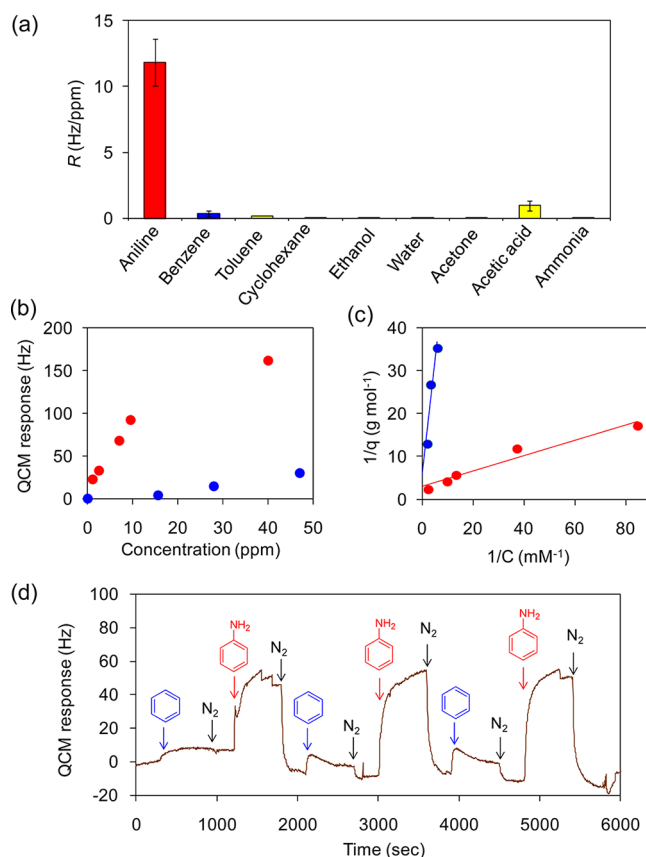 (a)
R (Hz/ppm)
15
10
5
0
Aniline
Benzene
Toluene
Cyclohexane
Ethanol
Water
Acetone
Acetic acid
Ammonia
(b)
QCM response (Hz)
200
150
100
50
0
0 10 20 30 40 50
Concentration (ppm)
(c)
1/q (g mol⁻¹)
40
30
20
10
0
0 20 40 60 80
1/C (mM⁻¹)
(d)
QCM response (Hz)
100
80
60
40
20
0
-20
NH₂
N₂
NH₂
N₂
NH₂
N₂
N₂
N₂
N₂
0 1000 2000 3000 4000 5000 6000
Time (sec)